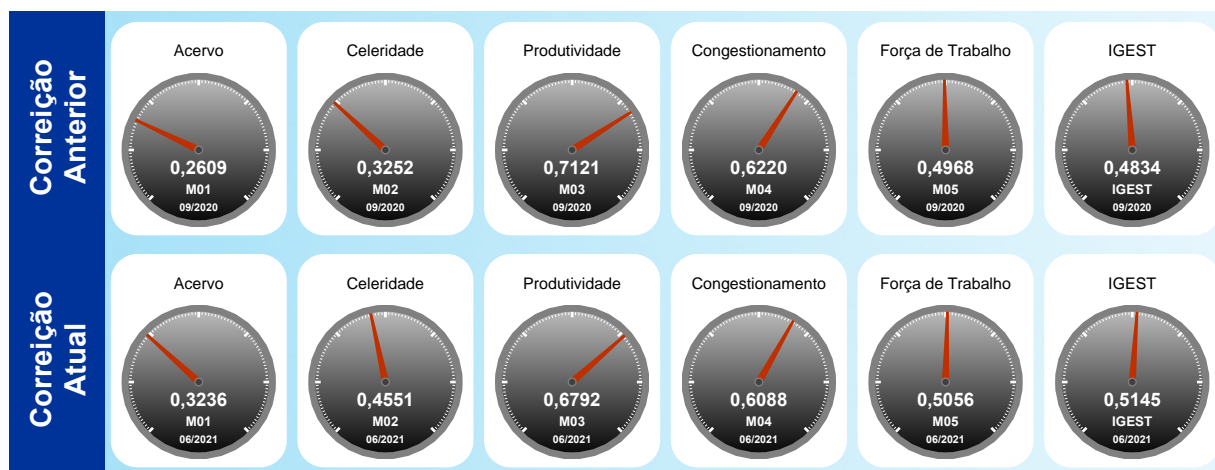 Correição
Anterior
Acervo
0,2609
M01
09/2020
Celeridade
0,3252
M02
09/2020
Produtividade
0,7121
M03
09/2020
Congestionamento
0,6220
M04
09/2020
Força de Trabalho
0,4968
M05
09/2020
IGEST
0,4834
IGEST
09/2020
Correição
Atual
Acervo
0,3236
M01
06/2021
Celeridade
0,4551
M02
06/2021
Produtividade
0,6792
M03
06/2021
Congestionamento
0,6088
M04
06/2021
Força de Trabalho
0,5056
M05
06/2021
IGEST
0,5145
IGEST
06/2021